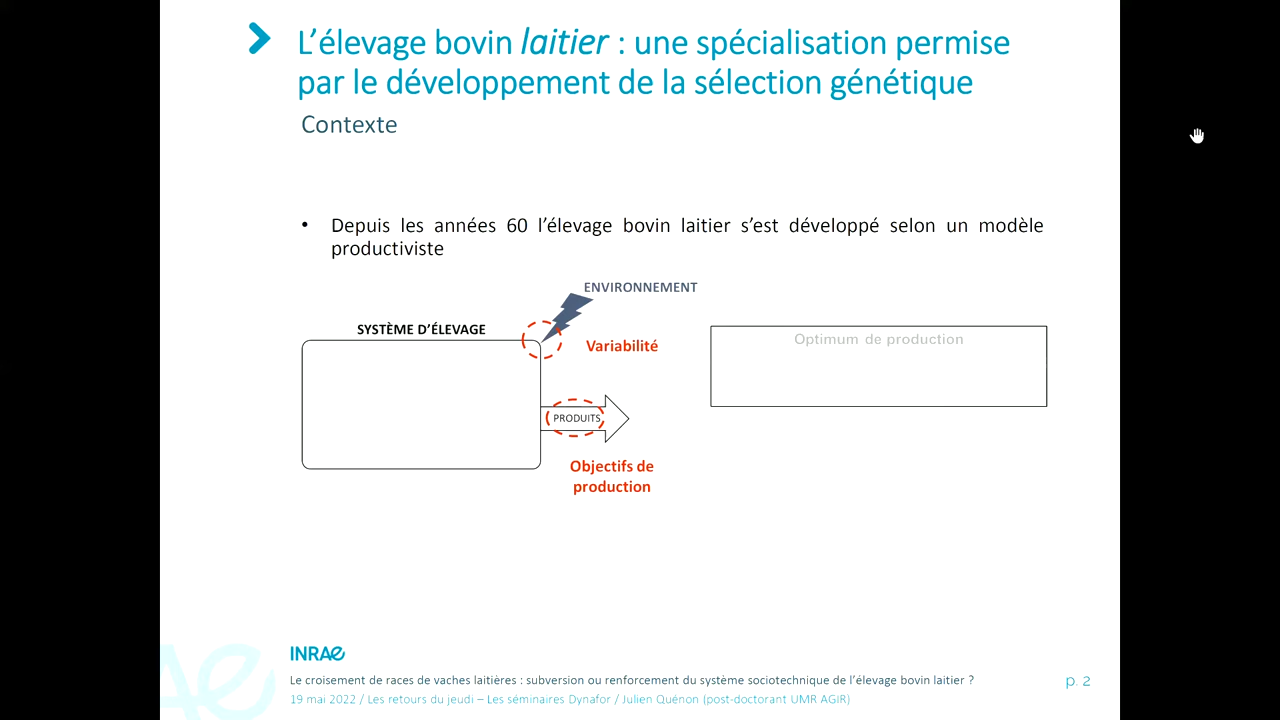 L’élevage bovin laitier : une spécialisation permise
par le développement de la sélection génétique
Contexte
• Depuis les années 60 l’élevage bovin laitier s’est développé selon un modèle
productiviste
ENVIRONNEMENT
SYSTÈME D’ÉLEVAGE
Variabilité
Optimum de production
PRODUITS
Objectifs de
production
INRAE
Le croisement de races de vaches laitières : subversion ou renforcement du système sociotechnique de l’élevage bovin laitier ?
p. 2
19 mai 2022 / Les retours du jeudi – Les séminaires Dynafor / Julien Quénon (post-doctorant UMR AGIR)